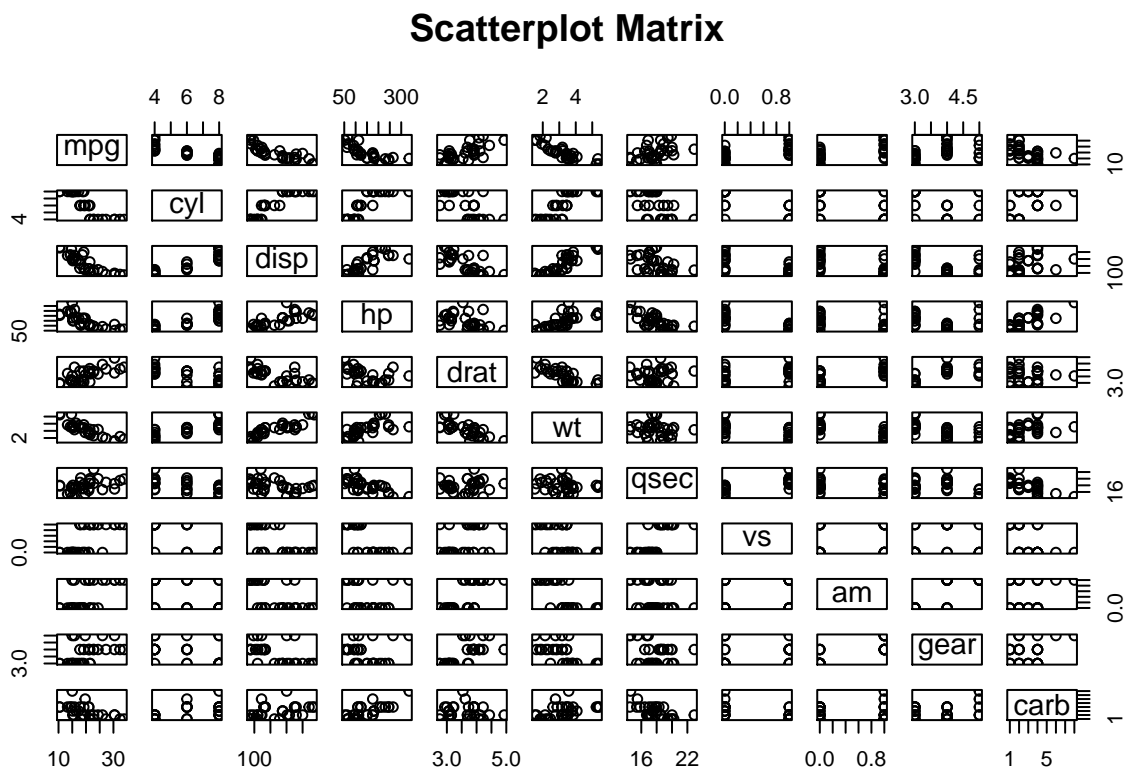 Scatterplot Matrix
4 6 8 50 300 2 4 0.0 0.8 3.0 4.5
mpg 10
4 cyl
disp 100
50 hp
drat 3.0
2 wt
qsec 16
0.0 vs
am 0.0
3.0 gear
carb 1
10 30 100 3.0 5.0 16 22 0.0 0.8 1 5